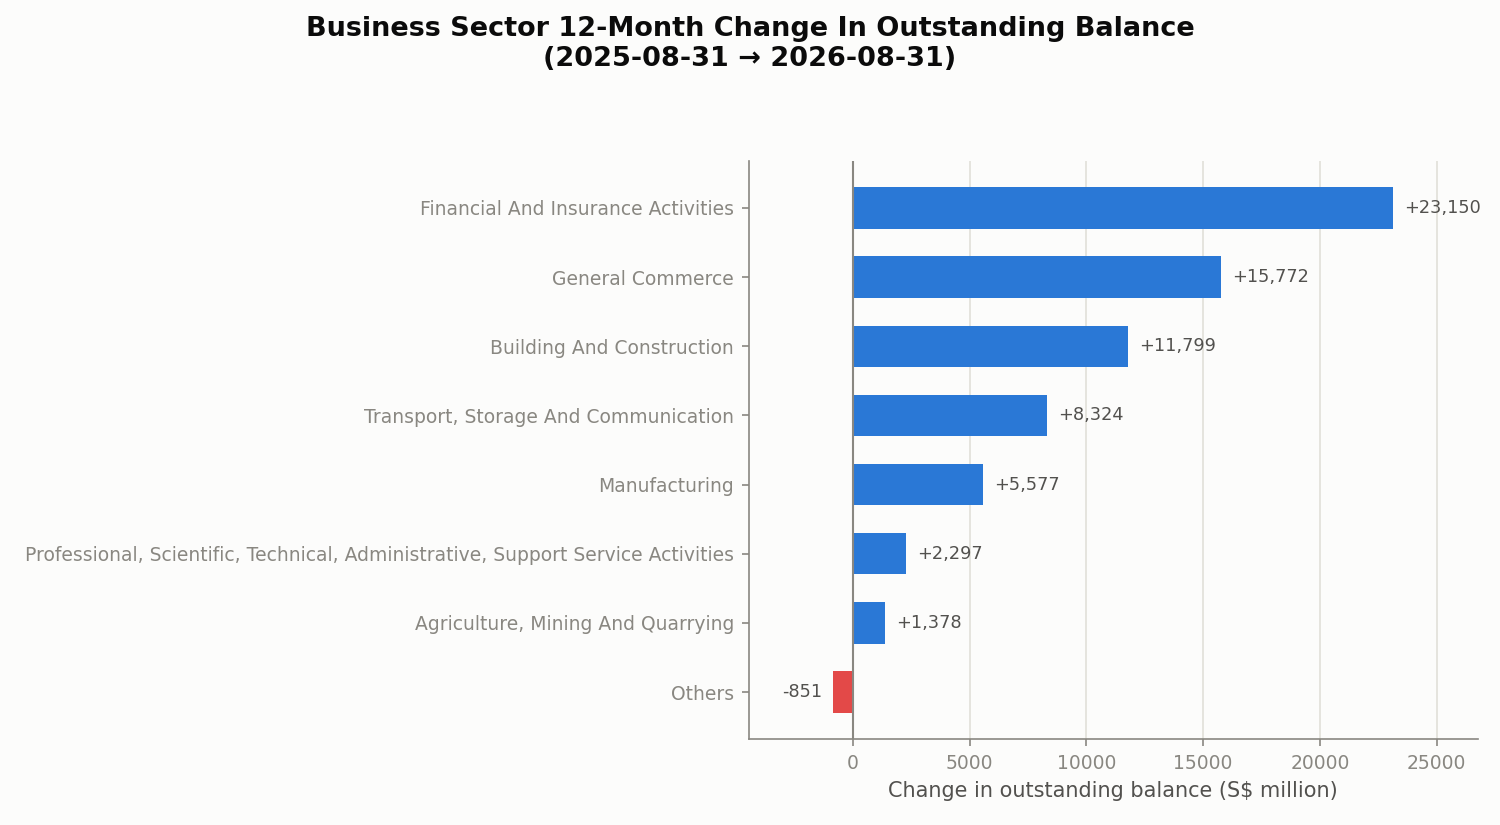 Business Sector 12-Month Change In Outstanding Balance
(2025-08-31 → 2026-08-31)
Financial And Insurance Activities +23,150
General Commerce +15,772
Building And Construction +11,799
Transport, Storage And Communication +8,324
Manufacturing +5,577
Professional, Scientific, Technical, Administrative, Support Service Activities +2,297
Agriculture, Mining And Quarrying +1,378
Others -851
0 5000 10000 15000 20000 25000
Change in outstanding balance (S$ million)